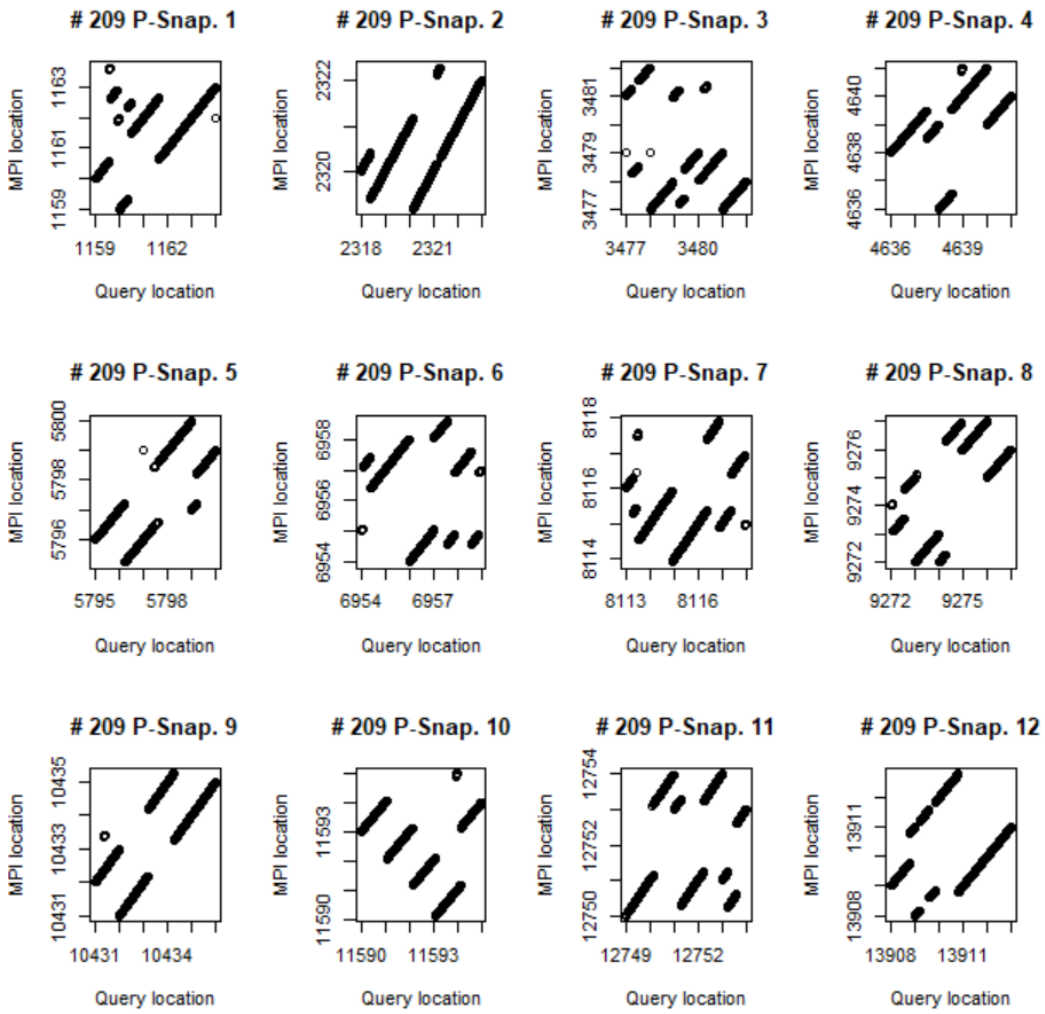 # 209 P-Snap. 1
MPI location
1159 1161 1163
1159 1162
Query location
# 209 P-Snap. 2
MPI location
2320 2322
2318 2321
Query location
# 209 P-Snap. 3
MPI location
3477 3479 3481
3477 3480
Query location
# 209 P-Snap. 4
MPI location
4636 4638 4640
4636 4639
Query location
# 209 P-Snap. 5
MPI location
5796 5798 5800
5795 5798
Query location
# 209 P-Snap. 6
MPI location
6954 6956 6958
6954 6957
Query location
# 209 P-Snap. 7
MPI location
8114 8116 8118
8113 8116
Query location
# 209 P-Snap. 8
MPI location
9272 9274 9276
9272 9275
Query location
# 209 P-Snap. 9
MPI location
10431 10433 10435
10431 10434
Query location
# 209 P-Snap. 10
MPI location
11590 11593
11590 11593
Query location
# 209 P-Snap. 11
MPI location
12750 12752 12754
12749 12752
Query location
# 209 P-Snap. 12
MPI location
13908 13911
13908 13911
Query location